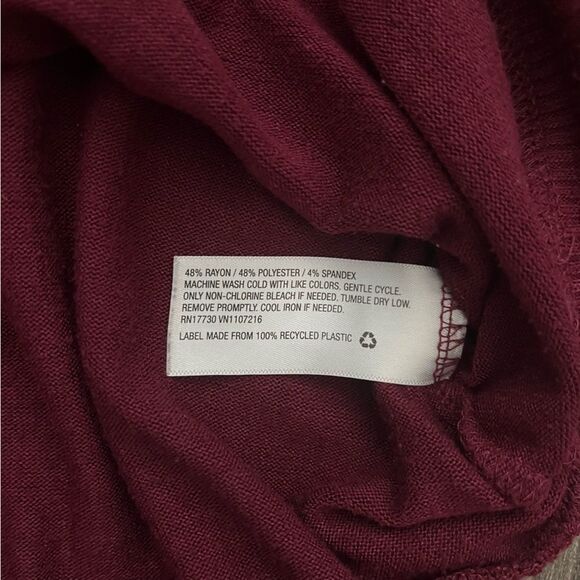 48% RAYON / 48% POLYESTER / 4% SPANDEX
MACHINE WASH COLD WITH LIKE COLORS. GENTLE CYCLE.
ONLY NON-CHLORINE BLEACH IF NEEDED. TUMBLE DRY LOW.
REMOVE PROMPTLY. COOL IRON IF NEEDED.
RN17730 VN1107216
LABEL MADE FROM 100% RECYCLED PLASTIC